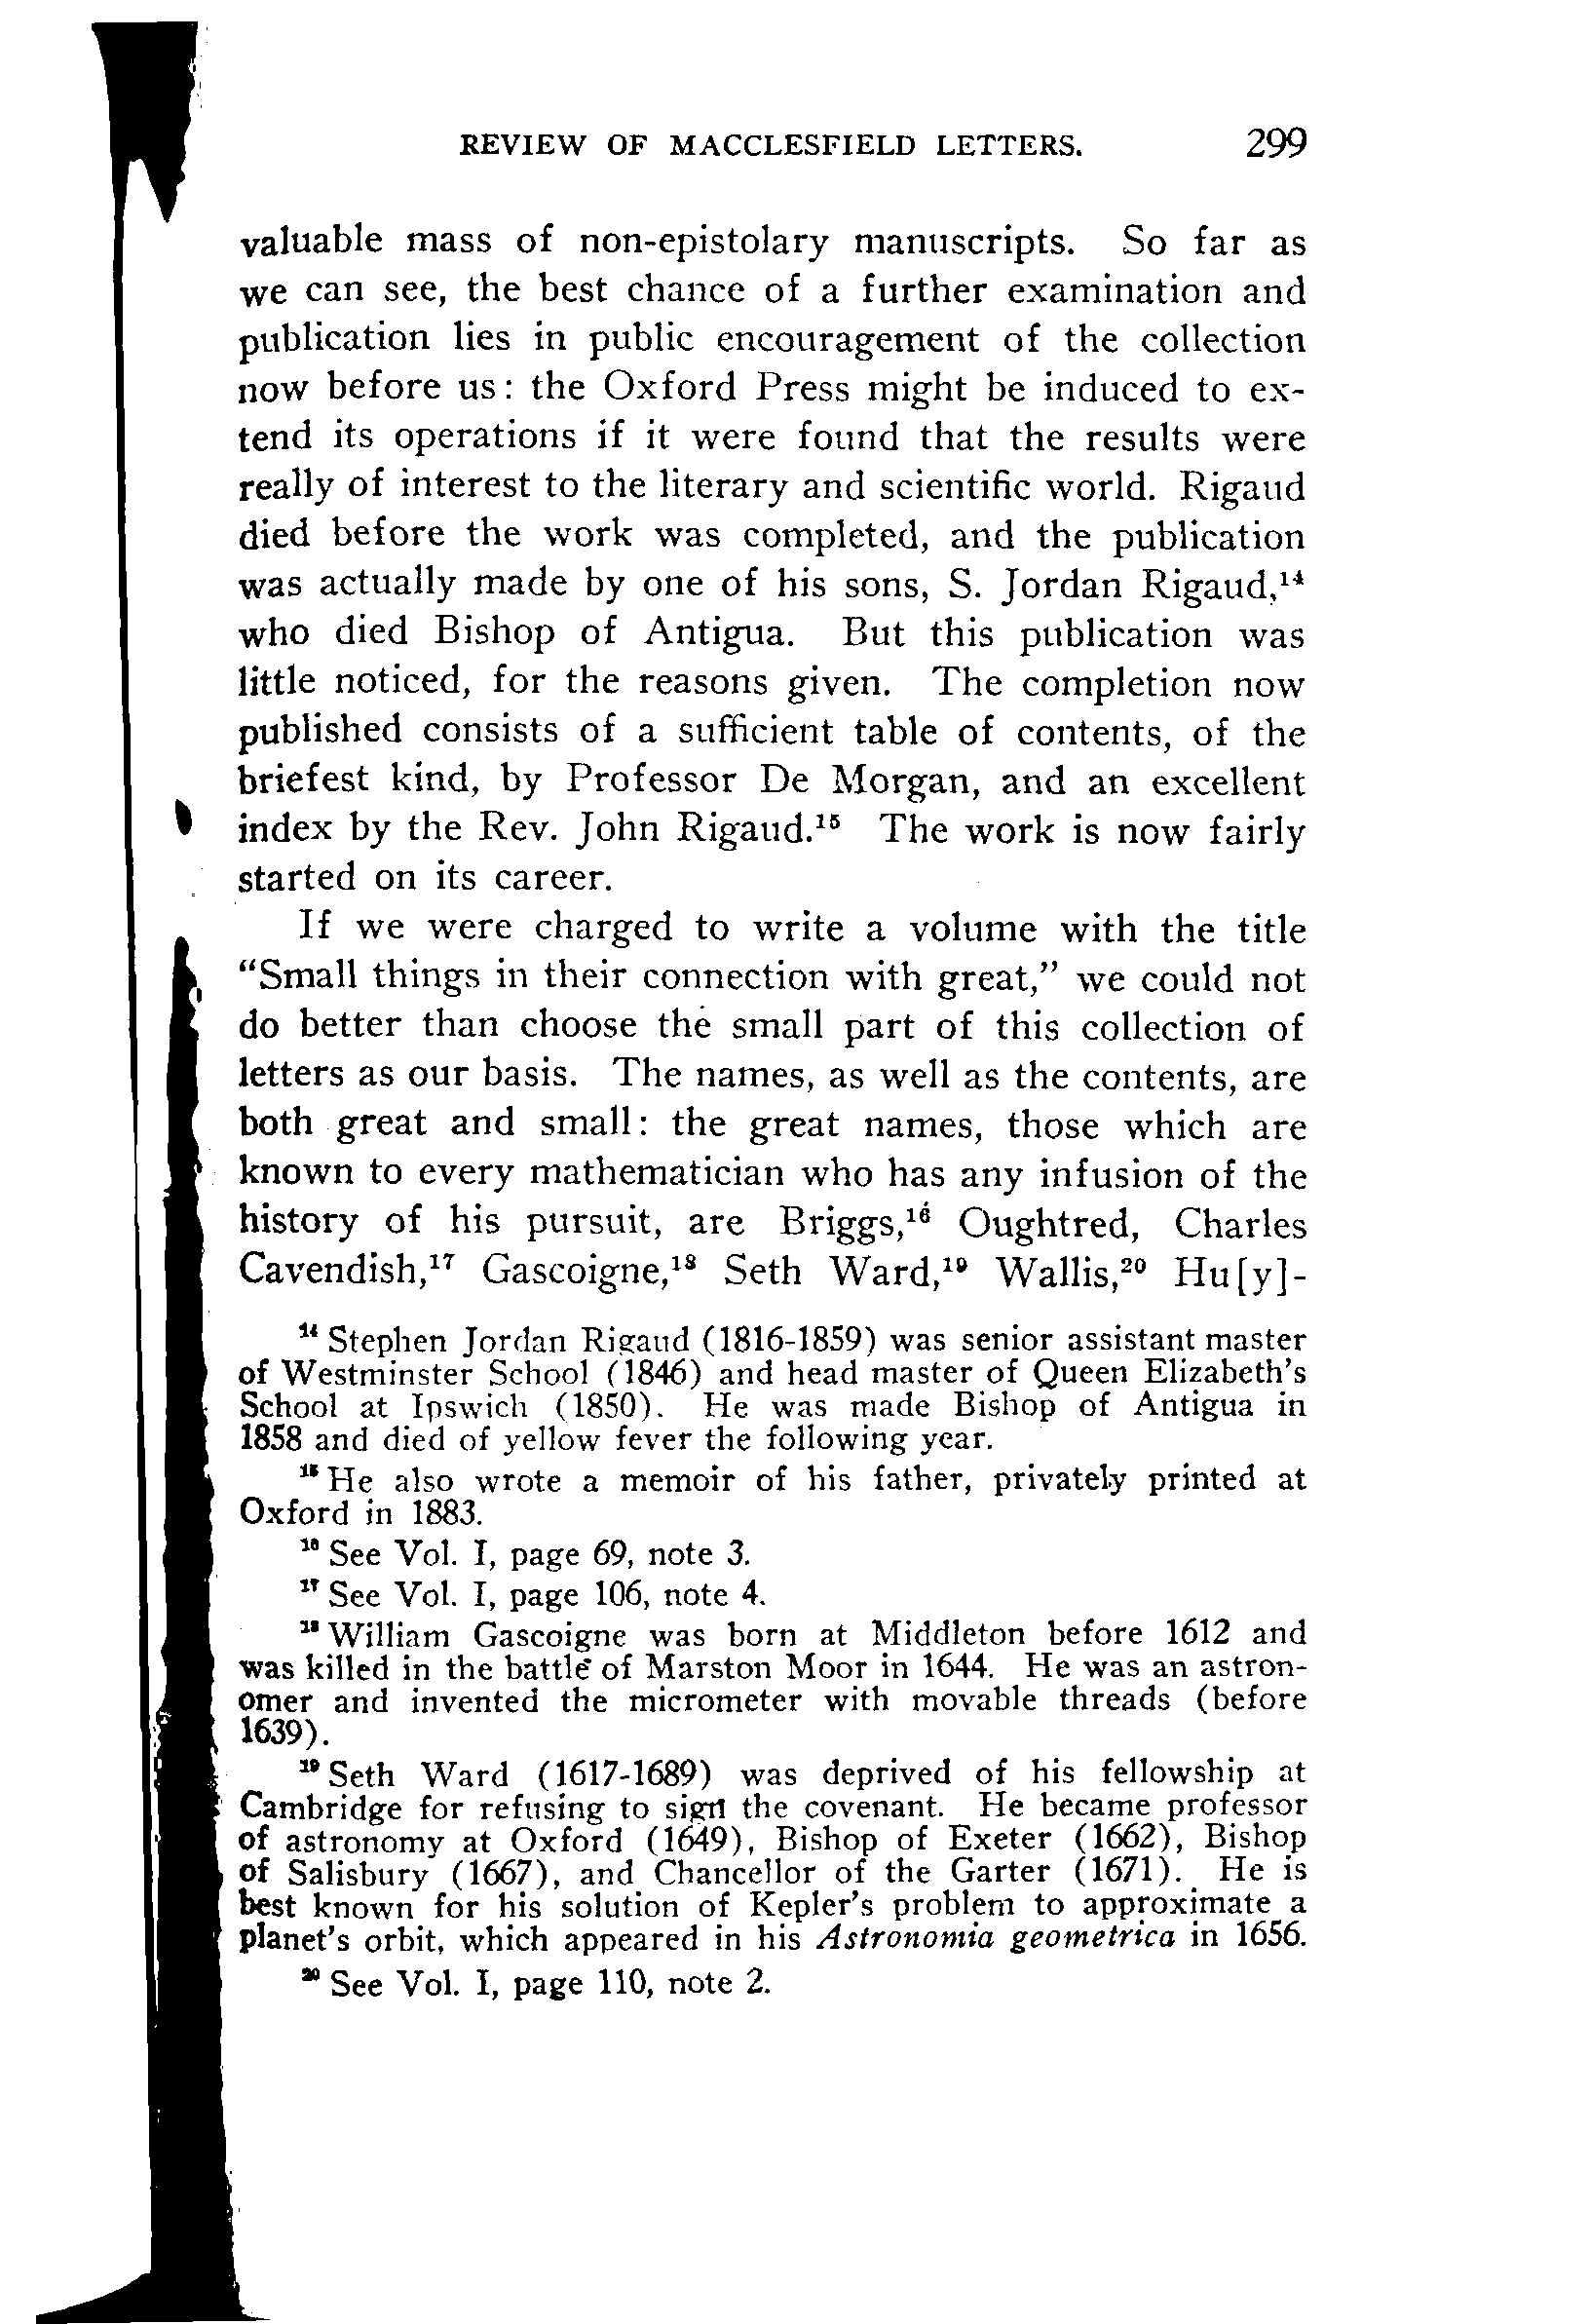 REVIEW OF MACCLESFIELD LETTERS. 299
valuable mass of non-epistolary manuscripts. So far as
we can see, the best chance of a further examination and
publication lies in public encouragement of the collection
now before us: the Oxford Press might be induced to ex-
tend its operations if it were found that the results were
really of interest to the literary and scientific world. Rigaud
died before the work was completed, and the publication
was actually made by one of his sons, S. Jordan Rigaud,¹⁴
who died Bishop of Antigua. But this publication was
little noticed, for the reasons given. The completion now
published consists of a sufficient table of contents, of the
briefest kind, by Professor De Morgan, and an excellent
index by the Rev. John Rigaud.¹⁵ The work is now fairly
started on its career.
If we were charged to write a volume with the title
“Small things in their connection with great,” we could not
do better than choose the small part of this collection of
letters as our basis. The names, as well as the contents, are
both great and small: the great names, those which are
known to every mathematician who has any infusion of the
history of his pursuit, are Briggs,¹⁶ Oughtred, Charles
Cavendish,¹⁷ Gascoigne,¹⁸ Seth Ward,¹⁹ Wallis,²⁰ Hu[y]-
¹⁴ Stephen Jordan Rigaud (1816-1859) was senior assistant master
of Westminster School (1846) and head master of Queen Elizabeth’s
School at Ipswich (1850). He was made Bishop of Antigua in
1858 and died of yellow fever the following year.
¹⁵ He also wrote a memoir of his father, privately printed at
Oxford in 1883.
¹⁶ See Vol. I, page 69, note 3.
¹⁷ See Vol. I, page 106, note 4.
¹⁸ William Gascoigne was born at Middleton before 1612 and
was killed in the battle of Marston Moor in 1644. He was an astron-
omer and invented the micrometer with movable threads (before
1639).
¹⁹ Seth Ward (1617-1689) was deprived of his fellowship at
Cambridge for refusing to sign the covenant. He became professor
of astronomy at Oxford (1649), Bishop of Exeter (1662), Bishop
of Salisbury (1667), and Chancellor of the Garter (1671). He is
best known for his solution of Kepler’s problem to approximate a
planet’s orbit, which appeared in his Astronomia geometrica in 1656.
²⁰ See Vol. I, page 110, note 2.